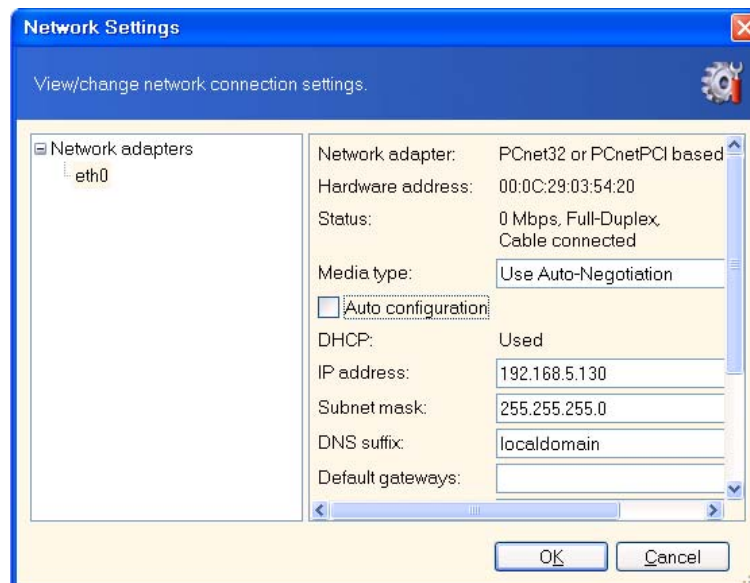 Network Settings
View/change network connection settings.
Network adapters
eth0
Network adapter: PCnet32 or PCnetPCI based
Hardware address: 00:0C:29:03:54:20
Status: 0 Mbps, Full-Duplex,
Cable connected
Media type: Use Auto-Negotiation
Auto configuration
DHCP: Used
IP address: 192.168.5.130
Subnet mask: 255.255.255.0
DNS suffix: localdomain
Default gateways:
OK Cancel